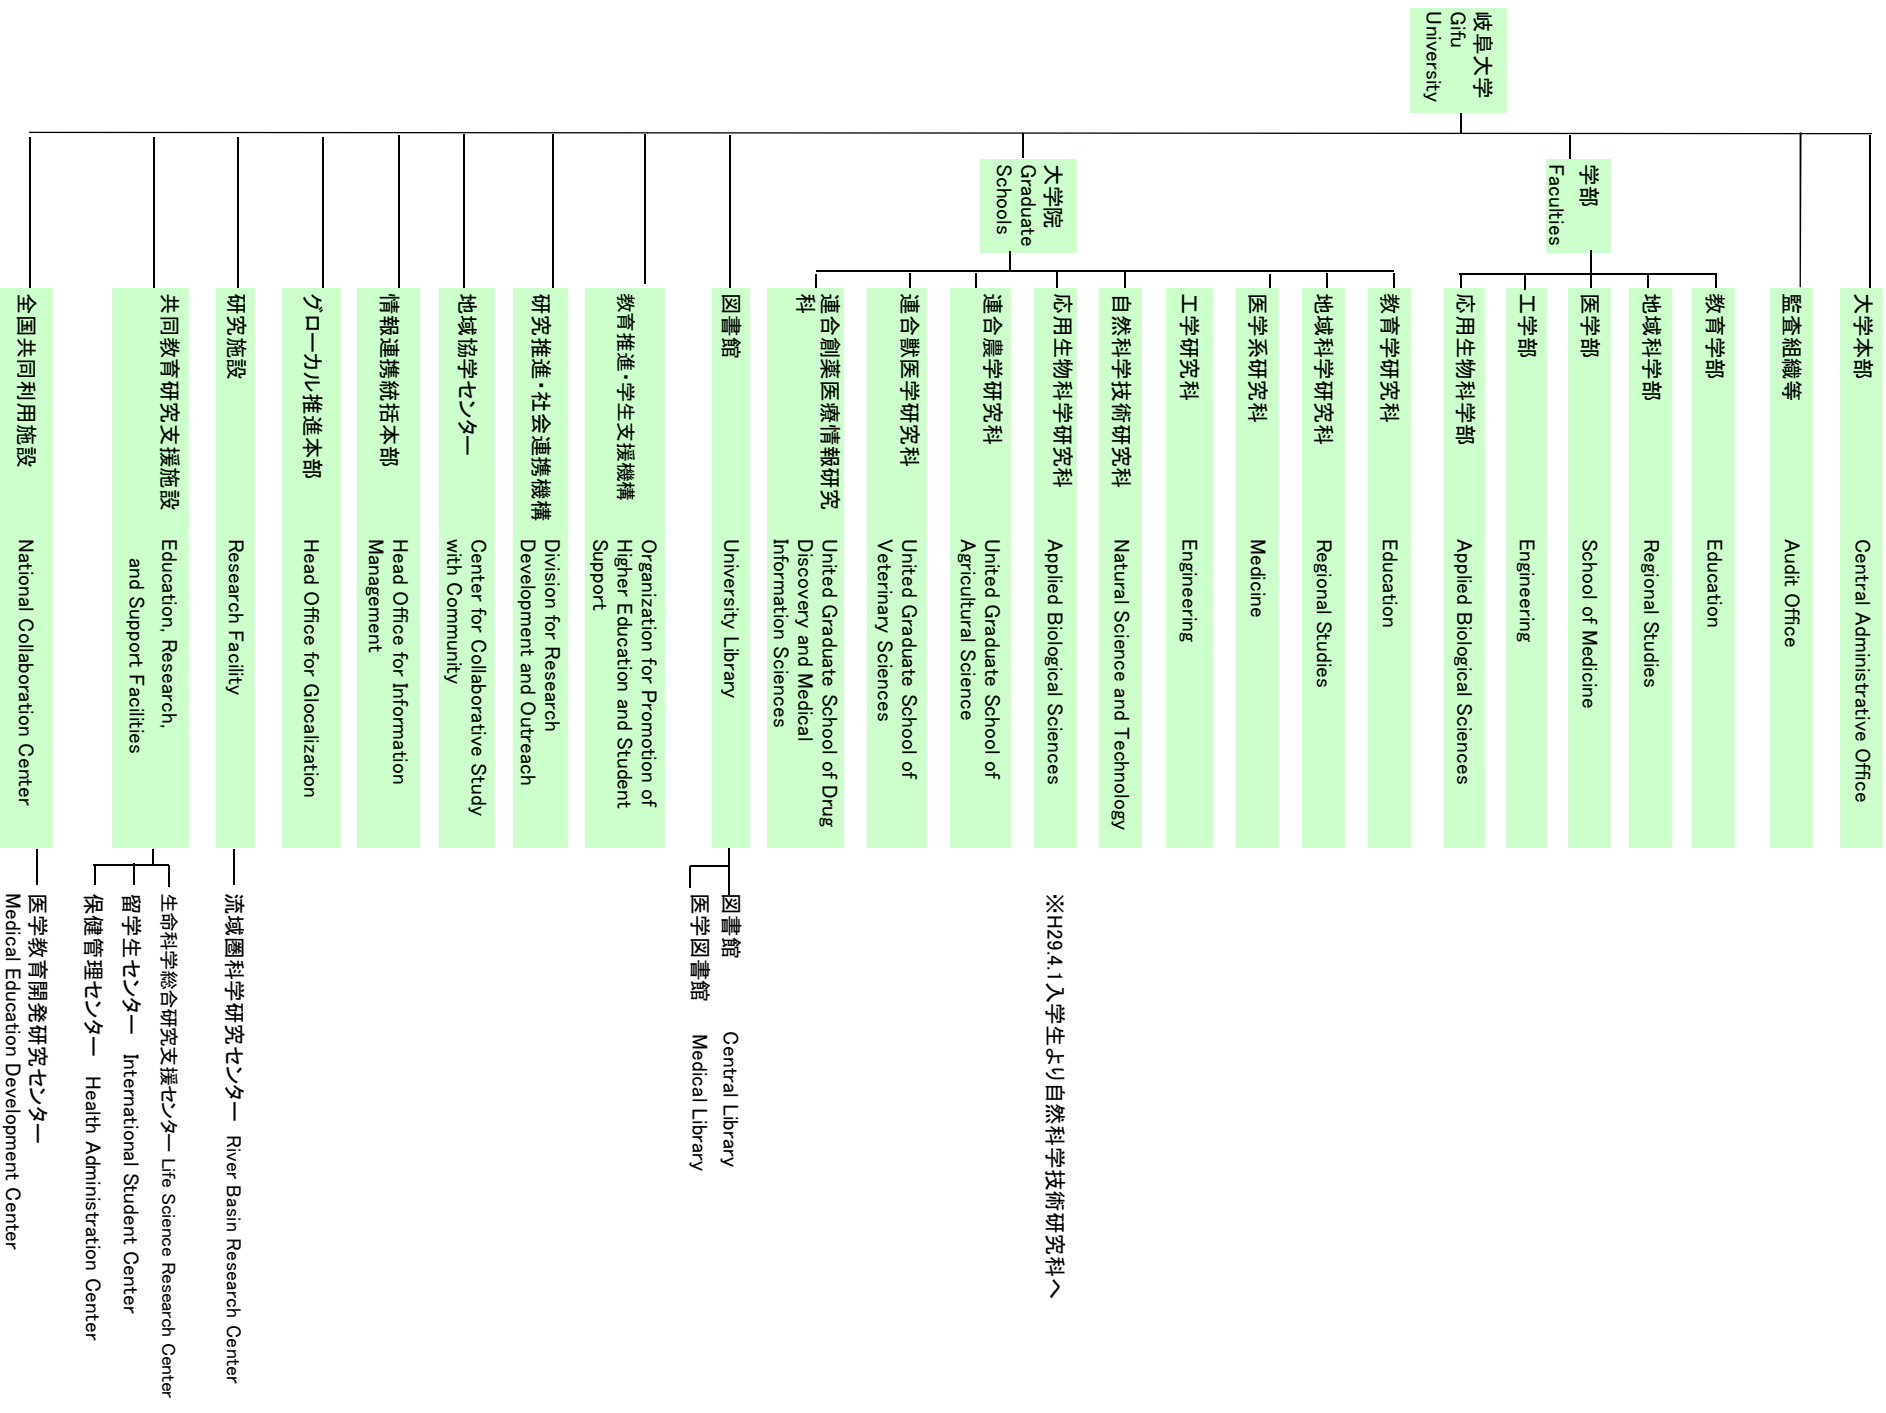 岐阜大学
Gifu
University
大学本部 Central Administrative Office
監査組織等 Audit Office
学部
Faculties
教育学部 Education
地域科学部 Regional Studies
医学部 School of Medicine
工学部 Engineering
応用生物科学部 Applied Biological Sciences
大学院
Graduate
Schools
教育学研究科 Education
地域科学研究科 Regional Studies
医学系研究科 Medicine
工学研究科 Engineering
自然科学技術研究科 Natural Science and Technology
応用生物科学研究科 Applied Biological Sciences
※H29.4.1入学生より自然科学技術研究科へ
連合農学研究科
United Graduate School of
Agricultural Science
連合獣医学研究科
United Graduate School of
Veterinary Sciences
連合創薬医療情報研究
科
United Graduate School of Drug
Discovery and Medical
Information Sciences
図書館 University Library
図書館 Central Library
医学図書館 Medical Library
教育推進・学生支援機構
Organization for Promotion of
Higher Education and Student
Support
研究推進・社会連携機構
Division for Research
Development and Outreach
地域協学センター
Center for Collaborative Study
with Community
情報連携統括本部
Head Office for Information
Management
グローカル推進本部 Head Office for Glocalization
研究施設 Research Facility
流域圏科学研究センター River Basin Research Center
共同教育研究支援施設
Education, Research,
and Support Facilities
生命科学総合研究支援センター Life Science Research Center
留学生センター International Student Center
保健管理センター Health Administration Center
全国共同利用施設 National Collaboration Center
医学教育開発研究センター
Medical Education Development Center